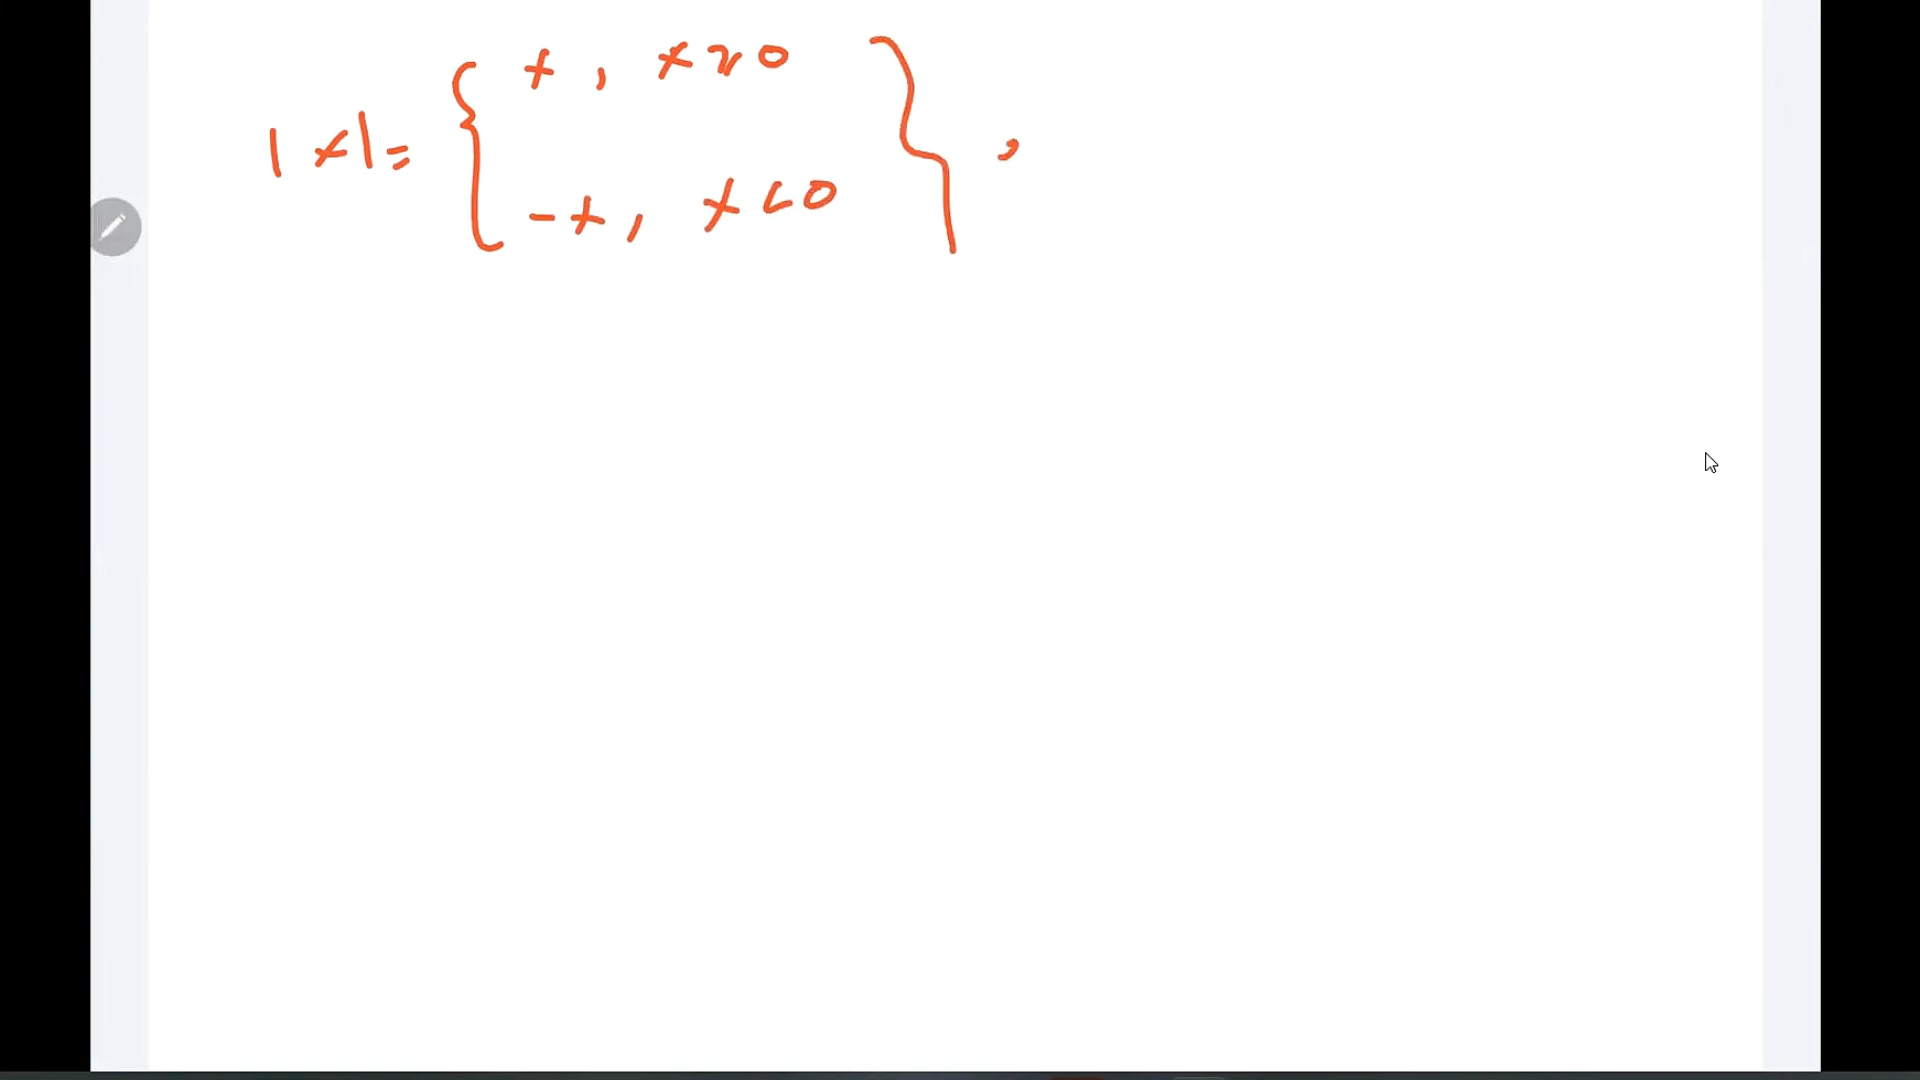 x, x≥0
|x|= { } ,
-x, x<0